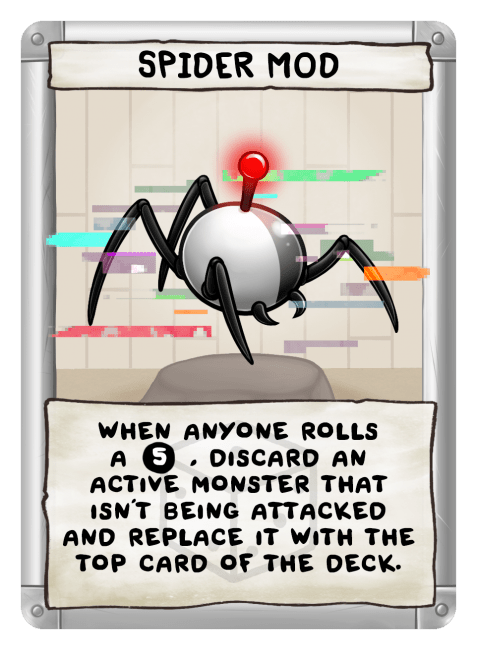 SPIDER MOD
WHEN ANYONE ROLLS
A 5 , DISCARD AN
ACTIVE MONSTER THAT
ISN'T BEING ATTACKED
AND REPLACE IT WITH THE
TOP CARD OF THE DECK.